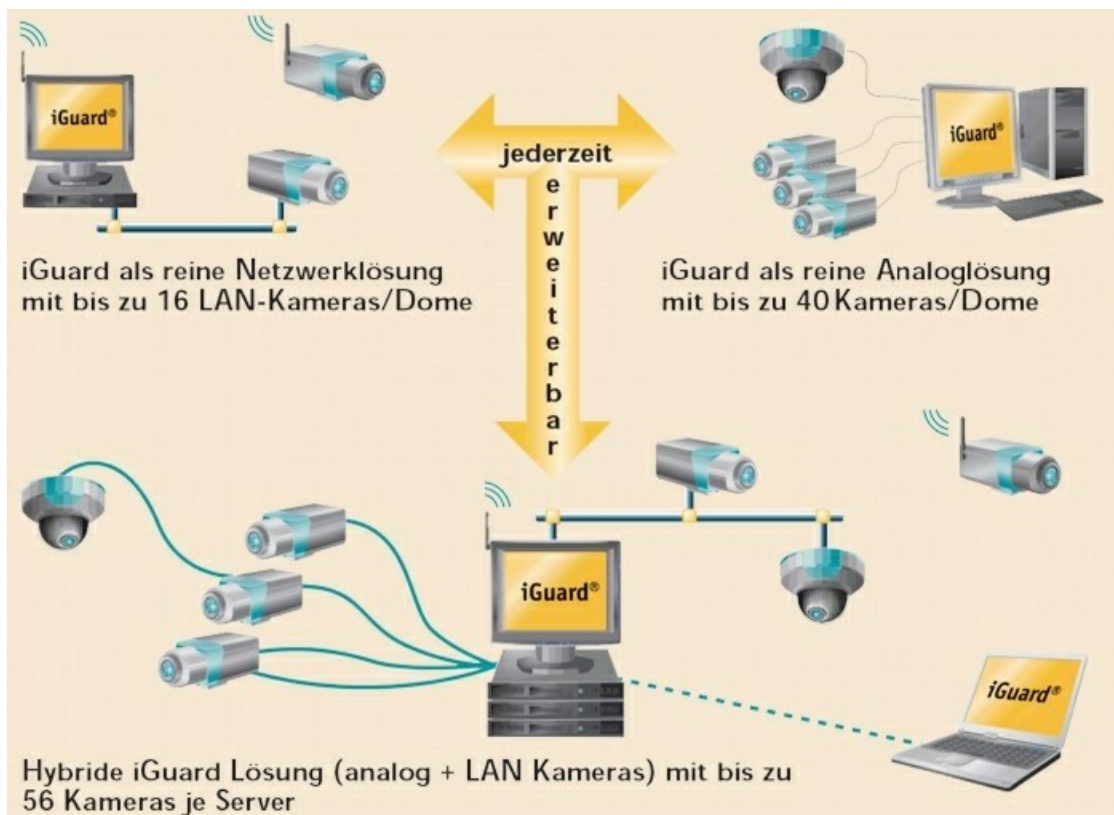 iGuard®
iGuard®
jederzeit
erweiterbar
iGuard als reine Netzwerklösung
mit bis zu 16 LAN-Kameras/Dome
iGuard als reine Analoglösung
mit bis zu 40 Kameras/Dome
iGuard®
iGuard®
Hybride iGuard Lösung (analog + LAN Kameras) mit bis zu
56 Kameras je Server